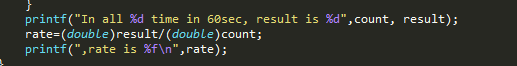 }
printf("In all %d time in 60sec, result is %d",count, result);
rate=(double)result/(double)count;
printf(",rate is %f\n",rate);
}